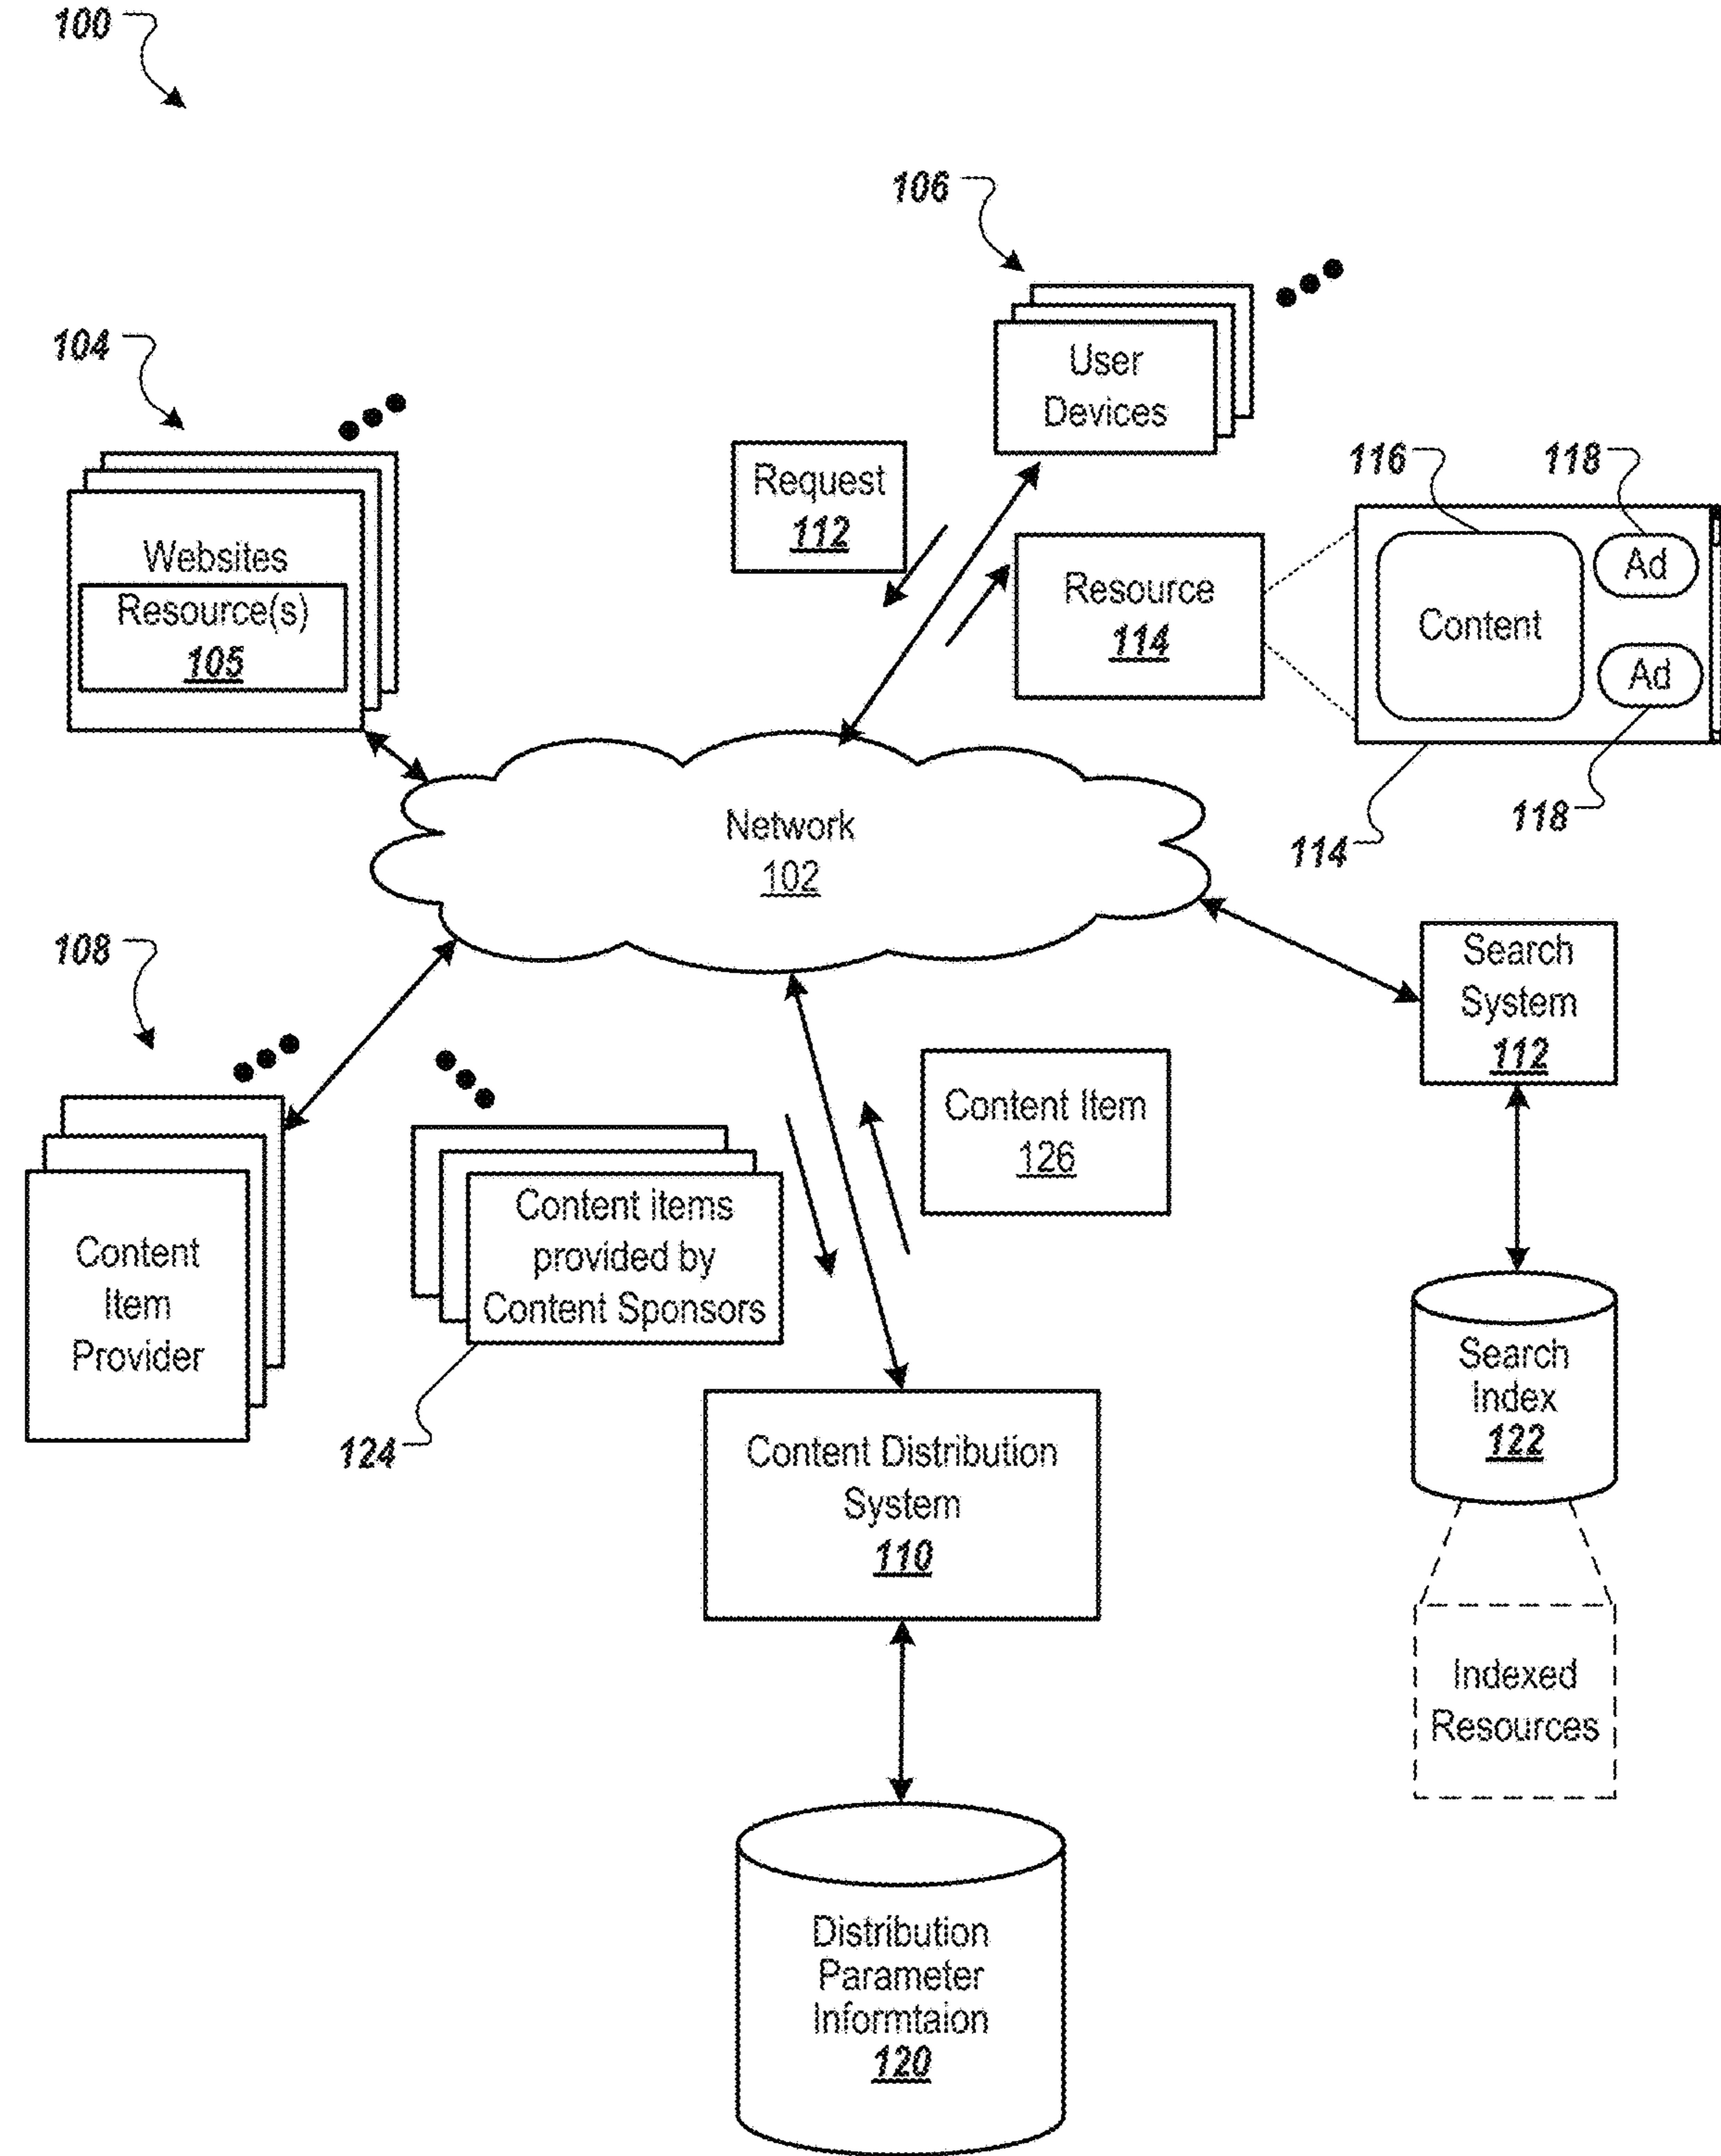 100
106
104
User
Devices
Request
112
116
118
Websites
Resource(s)
105
Resource
114
Content
Ad
Ad
118
114
Network
102
108
Search
System
112
Content Item
126
Content items
provided by
Content Sponsors
Content
Item
Provider
124
Search
Index
122
Content Distribution
System
110
Indexed
Resources
Distribution
Parameter
Informtaion
120